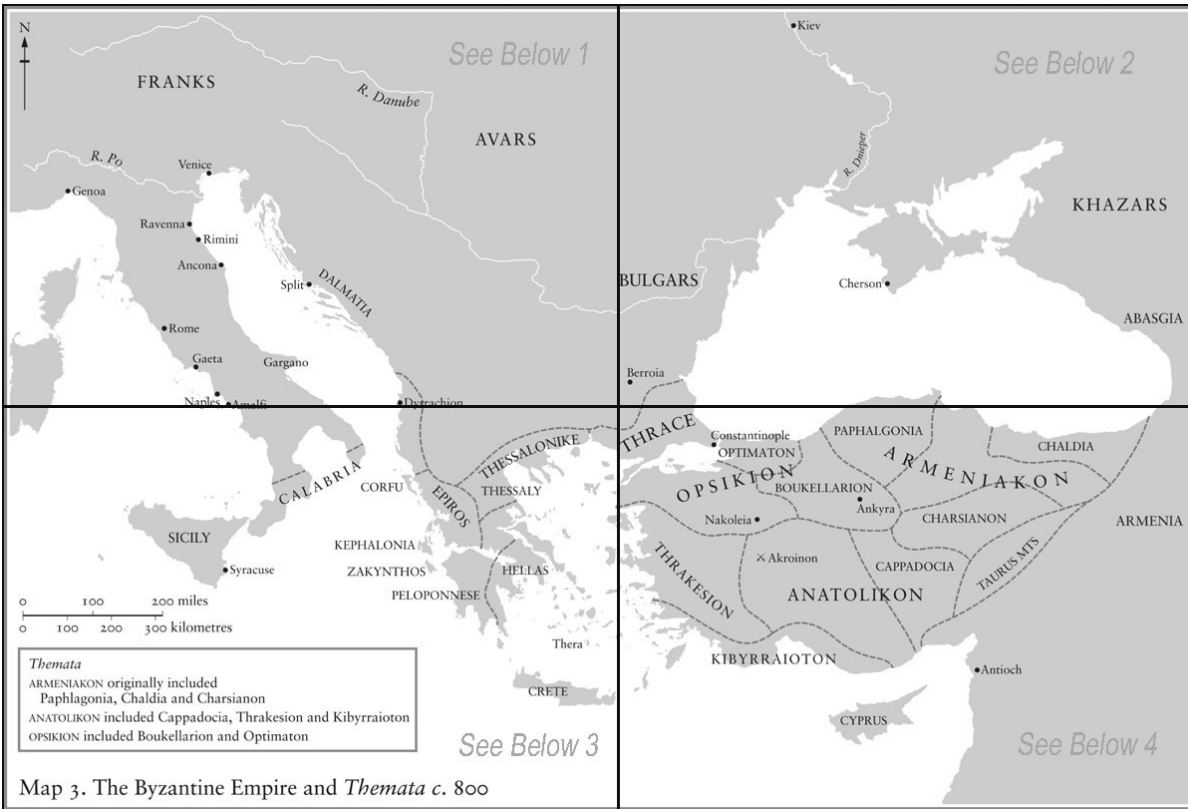 N
See Below 1
Kiev
See Below 2
FRANKS
R. Danube
AVARS
R. Po
Venice
R. Dnieper
Genoa
KHAZARS
Ravenna
Rimini
Ancona
Split
DALMATIA
BULGARS
Cherson
ABASGIA
Rome
Gaeta
Gargano
Berroia
Naples
Amalfi
Dyrrachion
THRACE
Constantinople
OPTIMATON
PAPHALGONIA
CHALDIA
ARMENIAKON
THESSALONIKE
CALABRIA
CORFU
EPIROS
THESSALY
OPSIKION
BOUKELLARION
Ankyra
CHARSIANON
Nakoleia
ARMENIA
SICILY
KEPHALONIA
Akroinon
TAURUS MTS
Syracuse
ZAKYNTHOS
HELLAS
THRAKESION
CAPPADOCIA
PELOPONNESE
ANATOLIKON
0 100 200 miles
0 100 200 300 kilometres
Thera
KIBYRRAIOTON
Antioch
CRETE
CYPRUS
Themata
ARMENIAKON originally included
Paphlagonia, Chaldia and Charsianon
ANATOLIKON included Cappadocia, Thrakesion and Kibyrraioton
OPSIKION included Boukellarion and Optimaton
See Below 3
See Below 4
Map 3. The Byzantine Empire and Themata c. 800